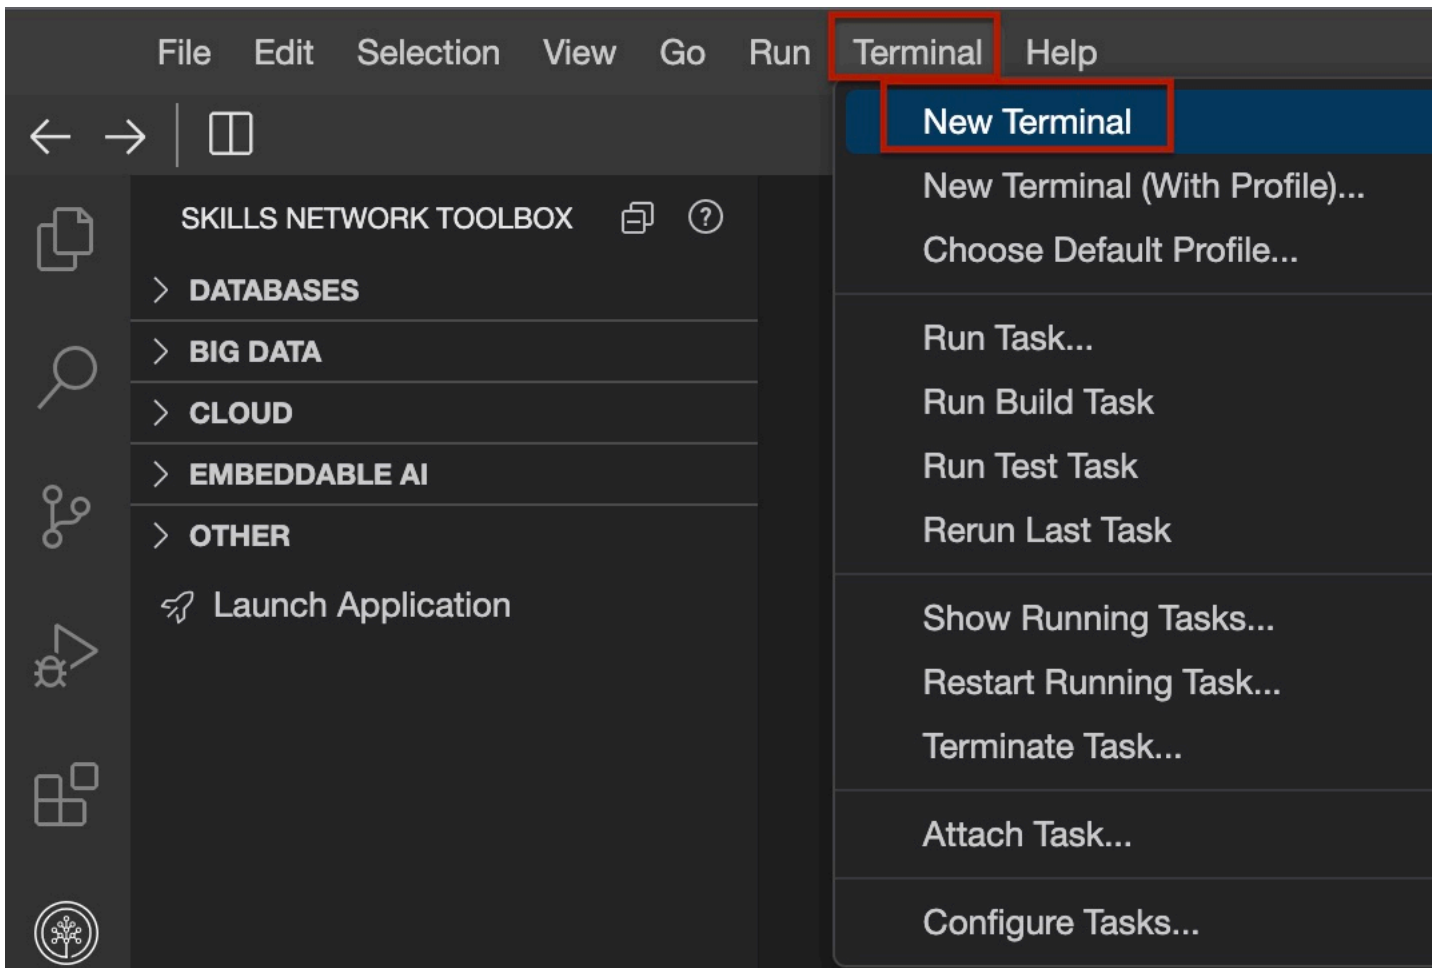 File Edit Selection View Go Run Terminal Help
SKILLS NETWORK TOOLBOX
DATABASES
BIG DATA
CLOUD
EMBEDDABLE AI
OTHER
Launch Application
New Terminal
New Terminal (With Profile)...
Choose Default Profile...
Run Task...
Run Build Task
Run Test Task
Rerun Last Task
Show Running Tasks...
Restart Running Task...
Terminate Task...
Attach Task...
Configure Tasks...